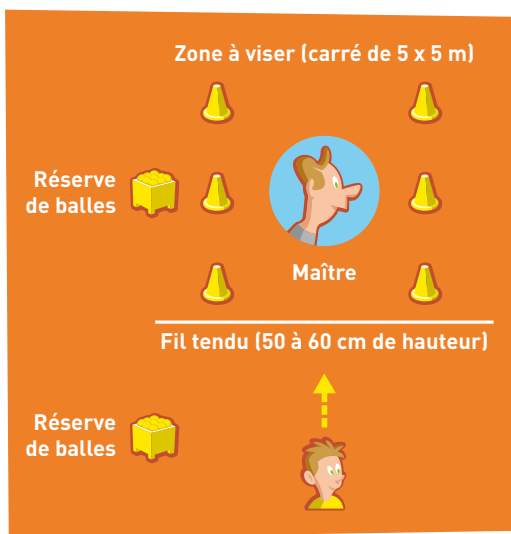 Zone à viser (carré de 5 x 5 m)
Réserve
de balles
Maître
Fil tendu (50 à 60 cm de hauteur)
Réserve
de balles